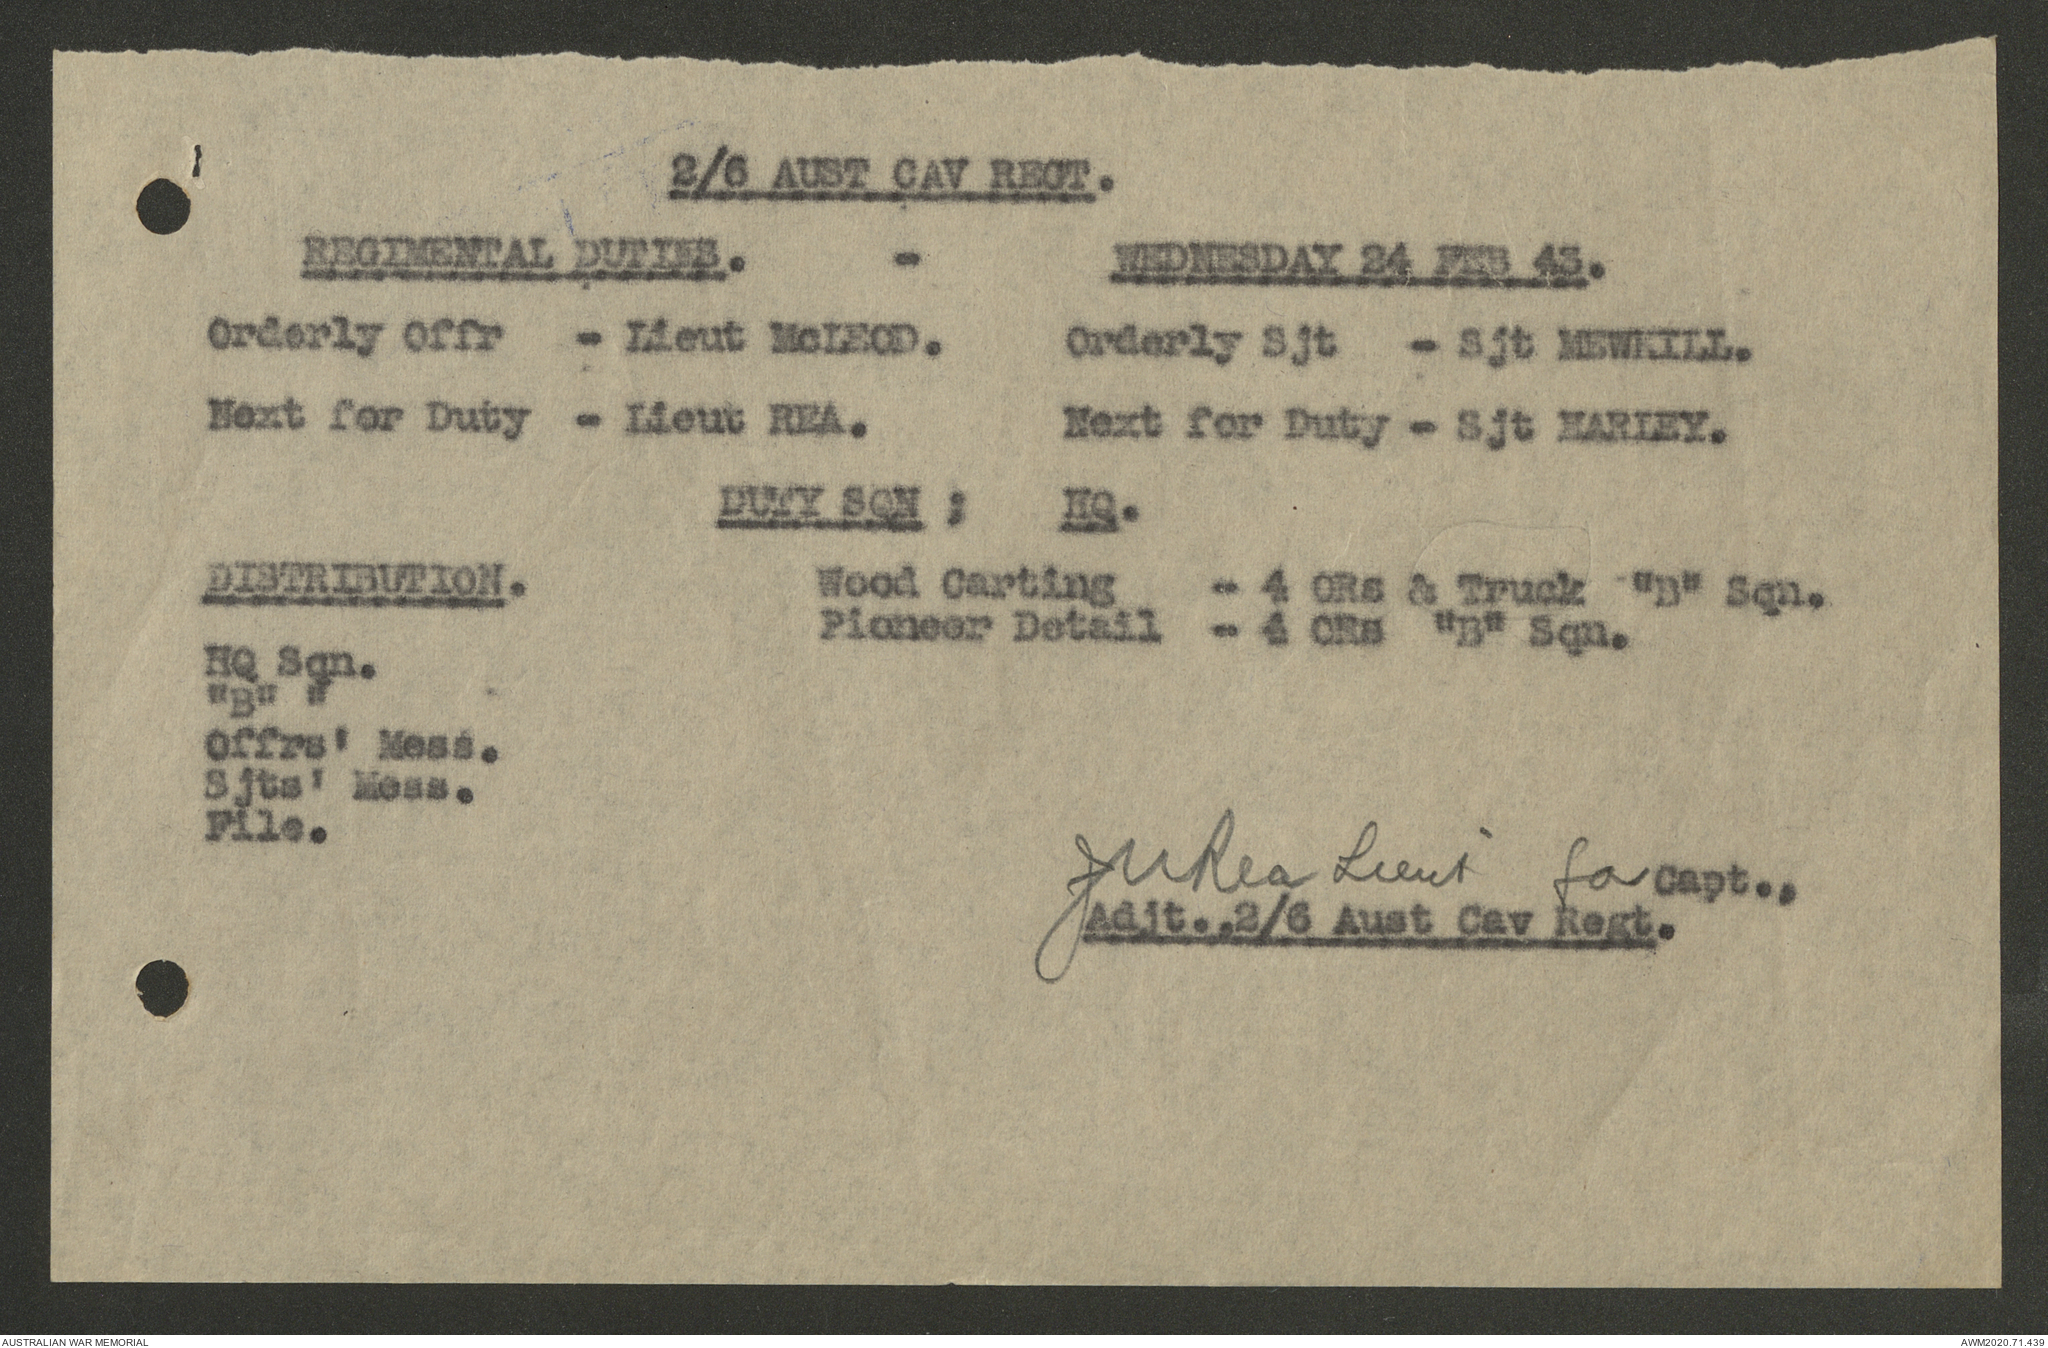 2/6 AUST CAV REGT.
REGIMENTAL DUTIES. - WEDNESDAY 24 FEB 43.
Orderly Offr - Lieut McLEOD. Orderly Sjt - Sjt MEWKILL.
Next for Duty - Lieut REA. Next for Duty - Sjt HARLEY.
DUTY SQN ; HQ.
DISTRIBUTION. Wood Carting - 4 ORs & Truck "B" Sqn.
Pioneer Detail - 4 ORs "B" Sqn.
HQ Sqn.
"B" "
Offrs' Mess.
Sjts' Mess.
File.
Rea Lieut for Capt.,
Adjt.,2/6 Aust Cav Regt.
AUSTRALIAN WAR MEMORIAL AWM2020.71.439